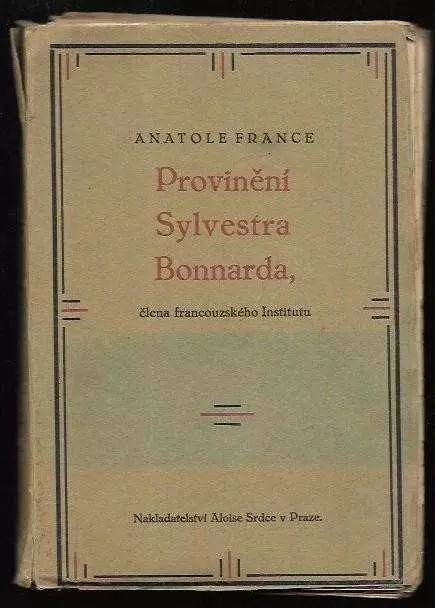 ANATOLE FRANCE
Provinění
Sylvestra
Bonnarda,
člena francouzského Institutu
Nakladatelství Aloise Srdce v Praze.